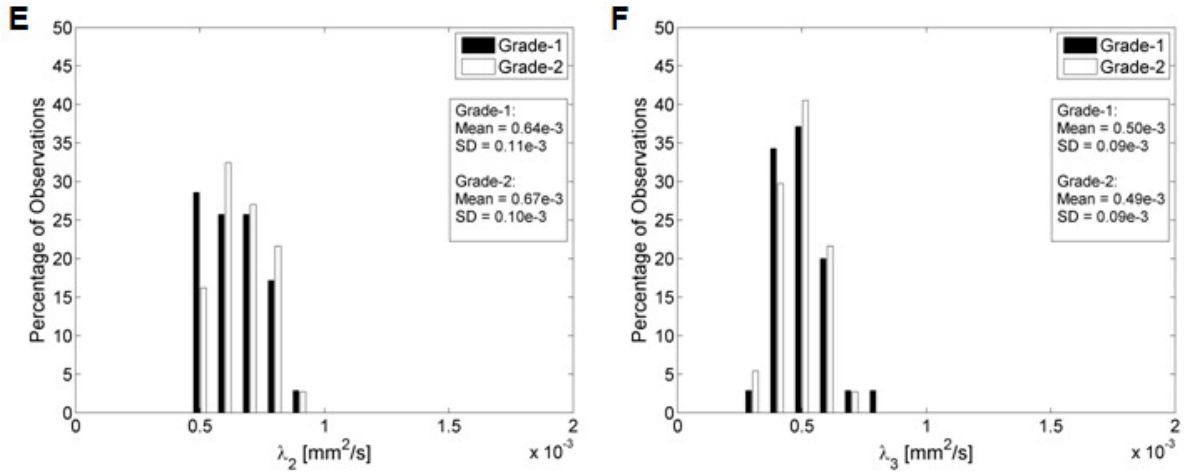 E
50
45
40
35
30
25
20
15
10
5
0
Percentage of Observations
Grade-1
Grade-2
Grade-1:
Mean = 0.64e-3
SD = 0.11e-3
Grade-2:
Mean = 0.67e-3
SD = 0.10e-3
0 0.5 1 1.5 2
λ₂ [mm²/s]
x 10⁻³
F
50
45
40
35
30
25
20
15
10
5
0
Percentage of Observations
Grade-1
Grade-2
Grade-1:
Mean = 0.50e-3
SD = 0.09e-3
Grade-2:
Mean = 0.49e-3
SD = 0.09e-3
0 0.5 1 1.5 2
λ₃ [mm²/s]
x 10⁻³